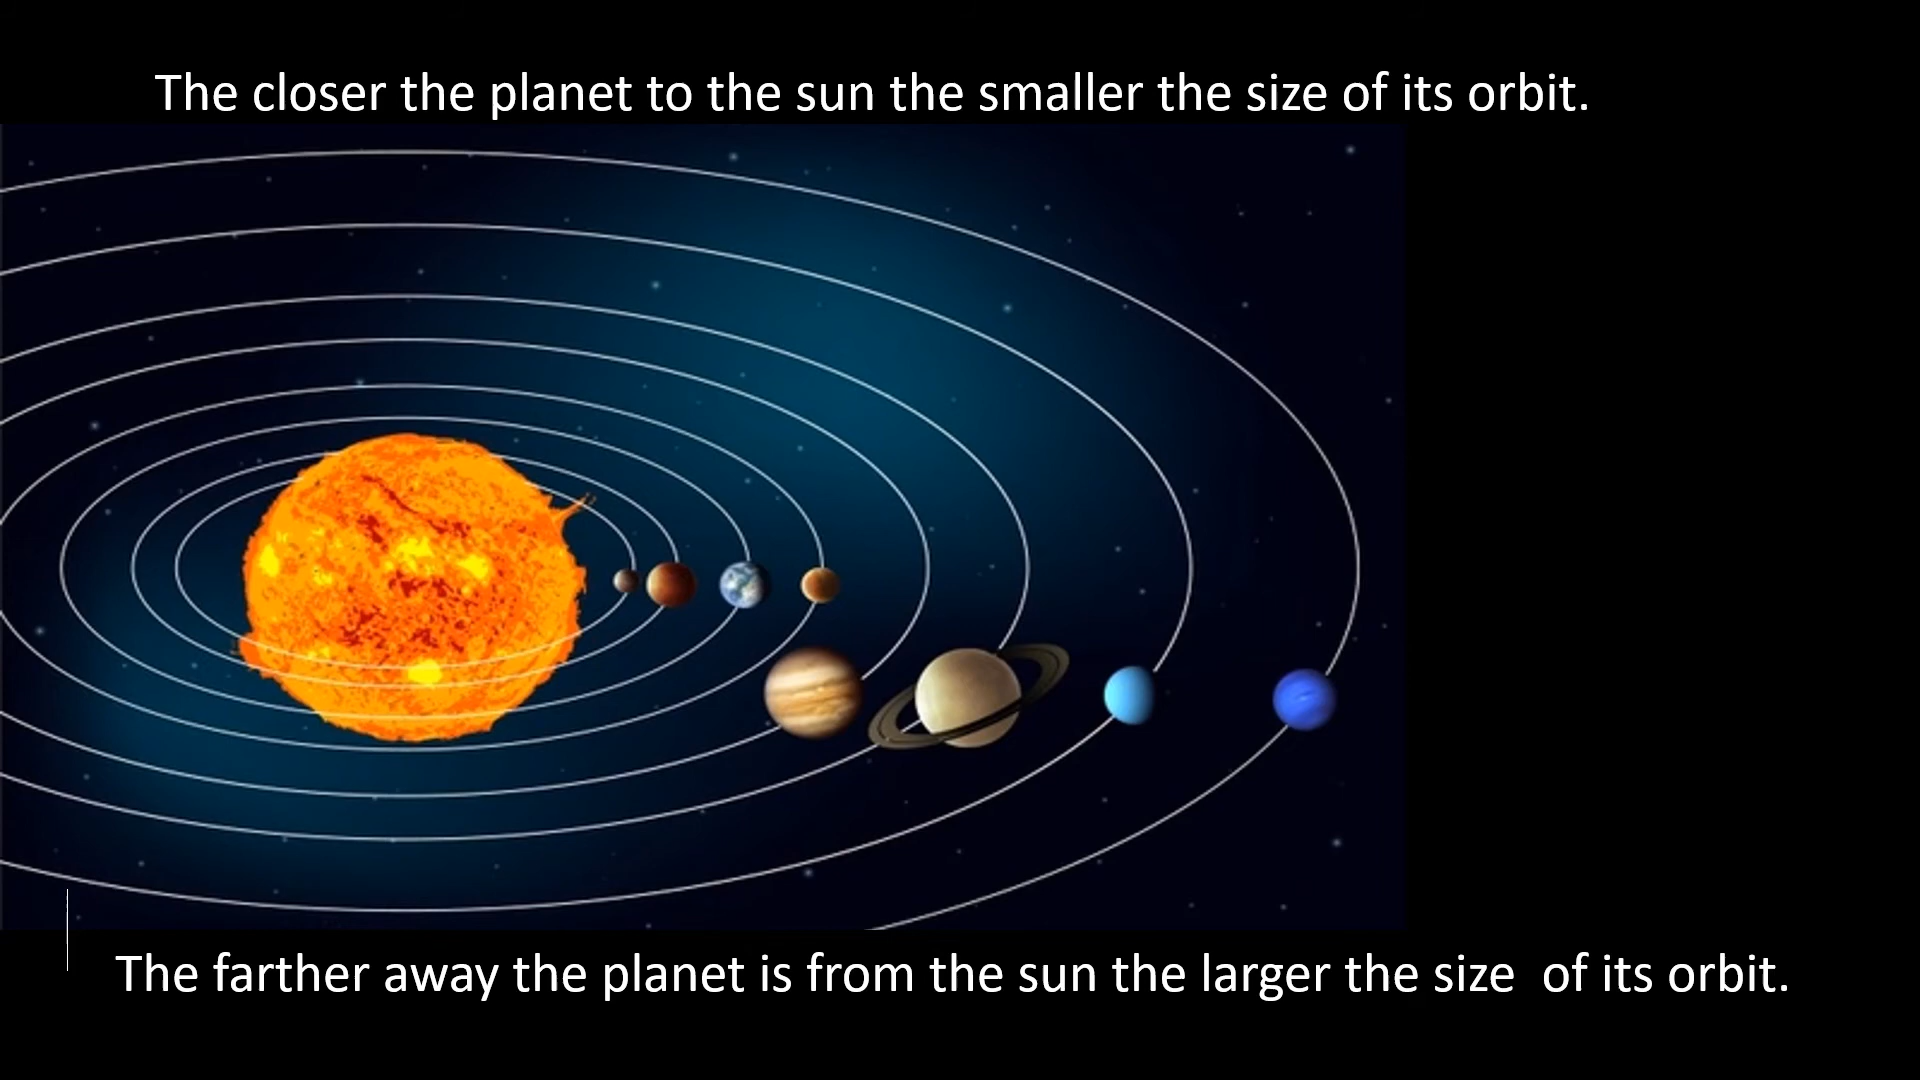 The closer the planet to the sun the smaller the size of its orbit.
The farther away the planet is from the sun the larger the size  of its orbit.